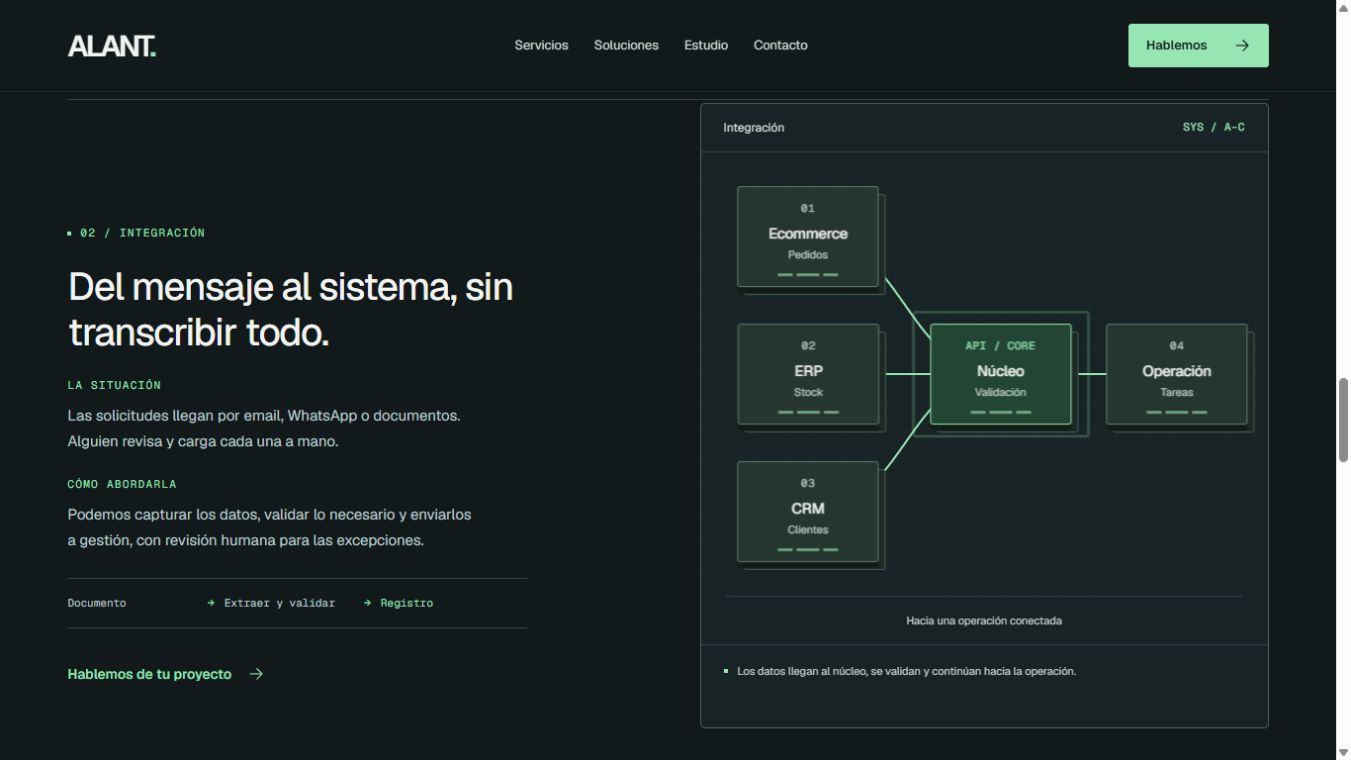 ALANT.
Servicios
Soluciones
Estudio
Contacto
Hablemos →
02 / INTEGRACIÓN
Del mensaje al sistema, sin
transcribir todo.
LA SITUACIÓN
Las solicitudes llegan por email, WhatsApp o documentos.
Alguien revisa y carga cada una a mano.
CÓMO ABORDARLA
Podemos capturar los datos, validar lo necesario y enviarlos
a gestión, con revisión humana para las excepciones.
Documento → Extraer y validar → Registro
Hablemos de tu proyecto →
Integración
SYS / A-C
01
Ecommerce
Pedidos
02
ERP
Stock
03
CRM
Clientes
API / CORE
Núcleo
Validación
04
Operación
Tareas
Hacia una operación conectada
Los datos llegan al núcleo, se validan y continúan hacia la operación.